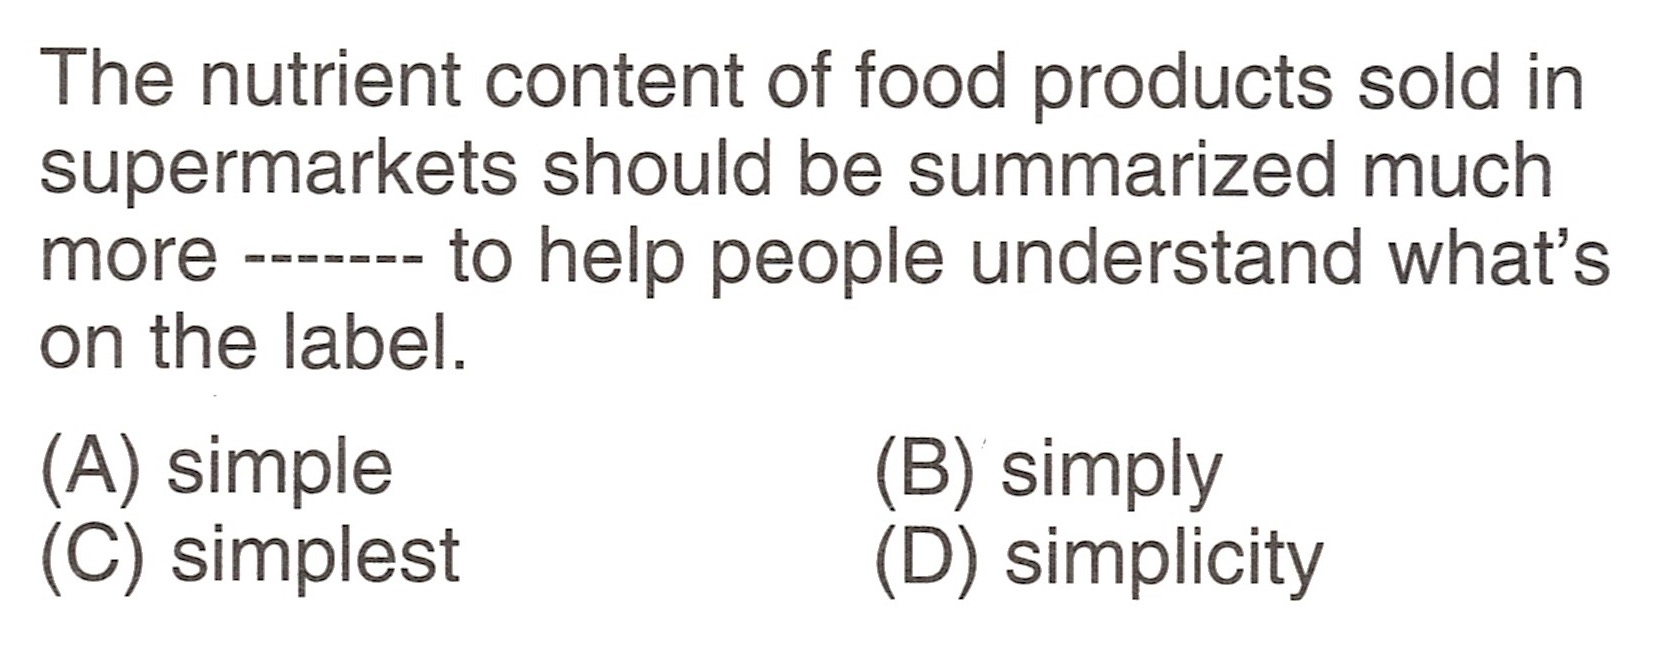 The nutrient content of food products sold in
supermarkets should be summarized much
more ------- to help people understand what's
on the label.
(A) simple (B) simply
(C) simplest (D) simplicity